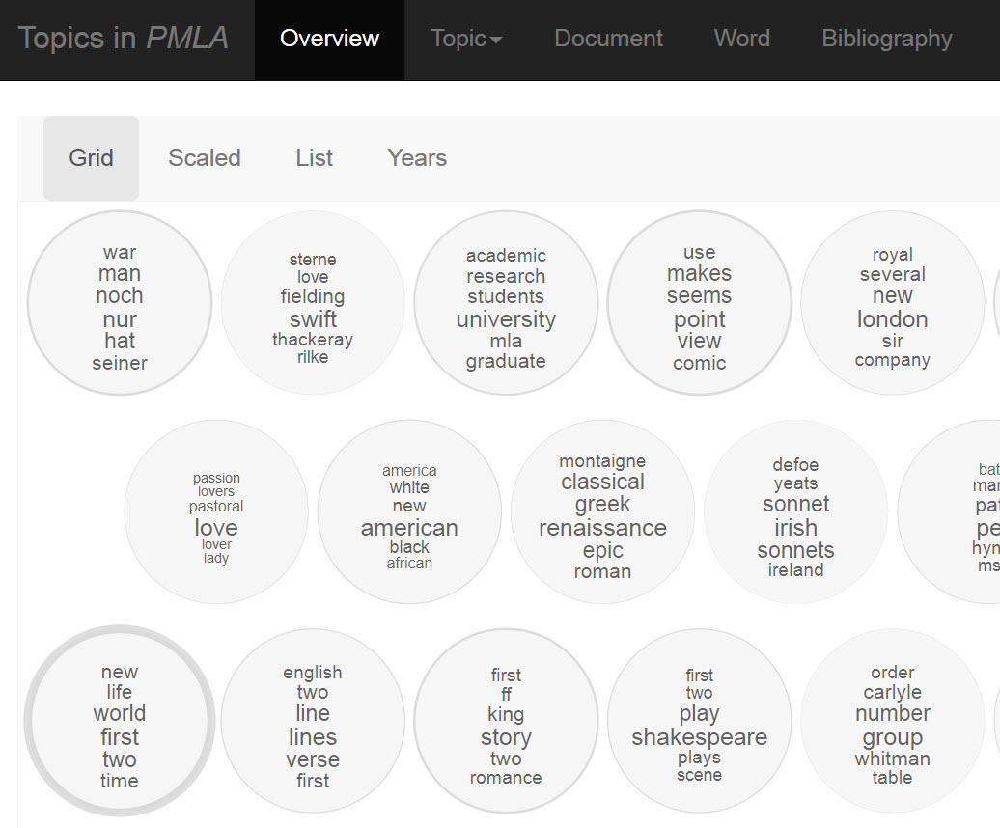 Topics in PMLA Overview Topic Document Word Bibliography
Grid Scaled List Years
war
man
noch
nur
hat
seiner
sterne
love
fielding
swift
thackeray
rilke
academic
research
students
university
mla
graduate
use
makes
seems
point
view
comic
royal
several
new
london
sir
company
passion
lovers
pastoral
love
lover
lady
america
white
new
american
black
african
montaigne
classical
greek
renaissance
epic
roman
defoe
yeats
sonnet
irish
sonnets
ireland
new
life
world
first
two
time
english
two
line
lines
verse
first
first
ff
king
story
two
romance
first
two
play
shakespeare
plays
scene
order
carlyle
number
group
whitman
table